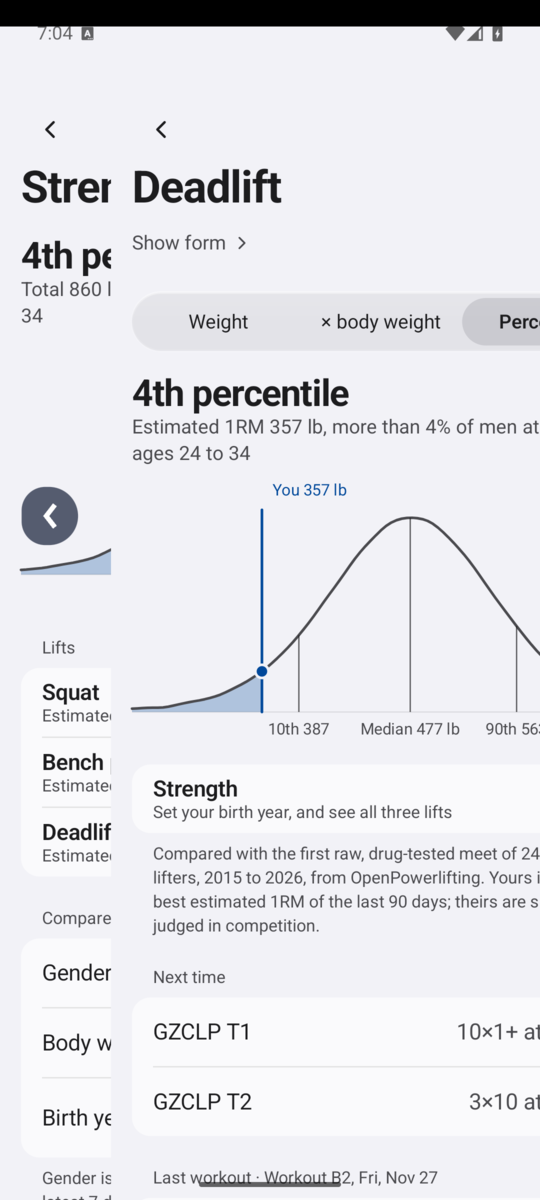 7:04
Stren
4th pe
Total 860 l
34
Lifts
Squat
Estimated
Bench
Estimated
Deadlif
Estimated
Compare
Gender
Body w
Birth ye
Gender is
Deadlift
Show form
Weight
× body weight
Perc
4th percentile
Estimated 1RM 357 lb, more than 4% of men at
ages 24 to 34
You 357 lb
10th 387
Median 477 lb
90th 563
Strength
Set your birth year, and see all three lifts
Compared with the first raw, drug-tested meet of 24
lifters, 2015 to 2026, from OpenPowerlifting. Yours i
best estimated 1RM of the last 90 days; theirs are s
judged in competition.
Next time
GZCLP T1
10×1+ at
GZCLP T2
3×10 at
Last workout · Workout B2, Fri, Nov 27